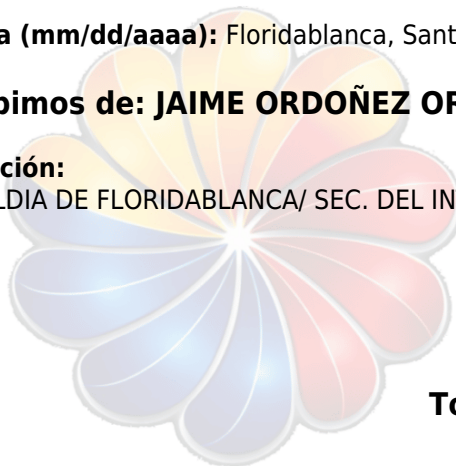 a (mm/dd/aaaa): Floridablanca, Sant
bimos de: JAIME ORDOÑEZ OR
ción:
LDIA DE FLORIDABLANCA/ SEC. DEL IN
To